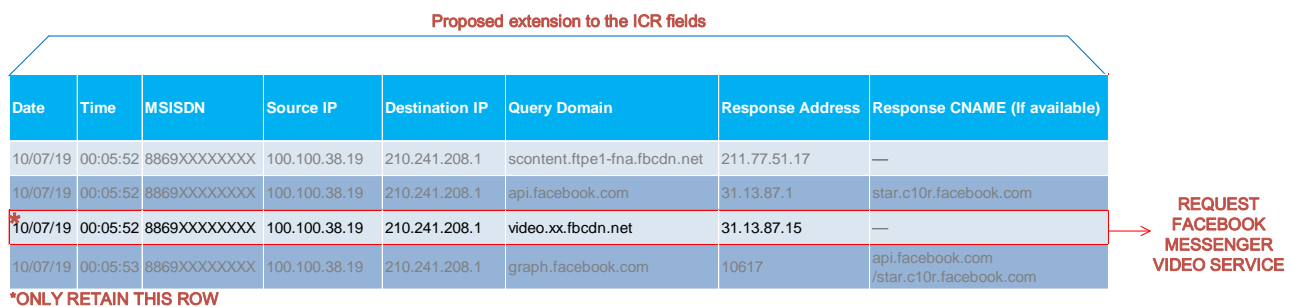 Proposed extension to the ICR fields
Date Time MSISDN Source IP Destination IP Query Domain Response Address Response CNAME (If available)
10/07/19 00:05:52 8869XXXXXXXX 100.100.38.19 210.241.208.1 scontent.ftpe1-fna.fbcdn.net 211.77.51.17 —
10/07/19 00:05:52 8869XXXXXXXX 100.100.38.19 210.241.208.1 api.facebook.com 31.13.87.1 star.c10r.facebook.com
*
10/07/19 00:05:52 8869XXXXXXXX 100.100.38.19 210.241.208.1 video.xx.fbcdn.net 31.13.87.15 —
10/07/19 00:05:53 8869XXXXXXXX 100.100.38.19 210.241.208.1 graph.facebook.com 10617 api.facebook.com
/star.c10r.facebook.com
REQUEST
FACEBOOK
MESSENGER
VIDEO SERVICE
*ONLY RETAIN THIS ROW